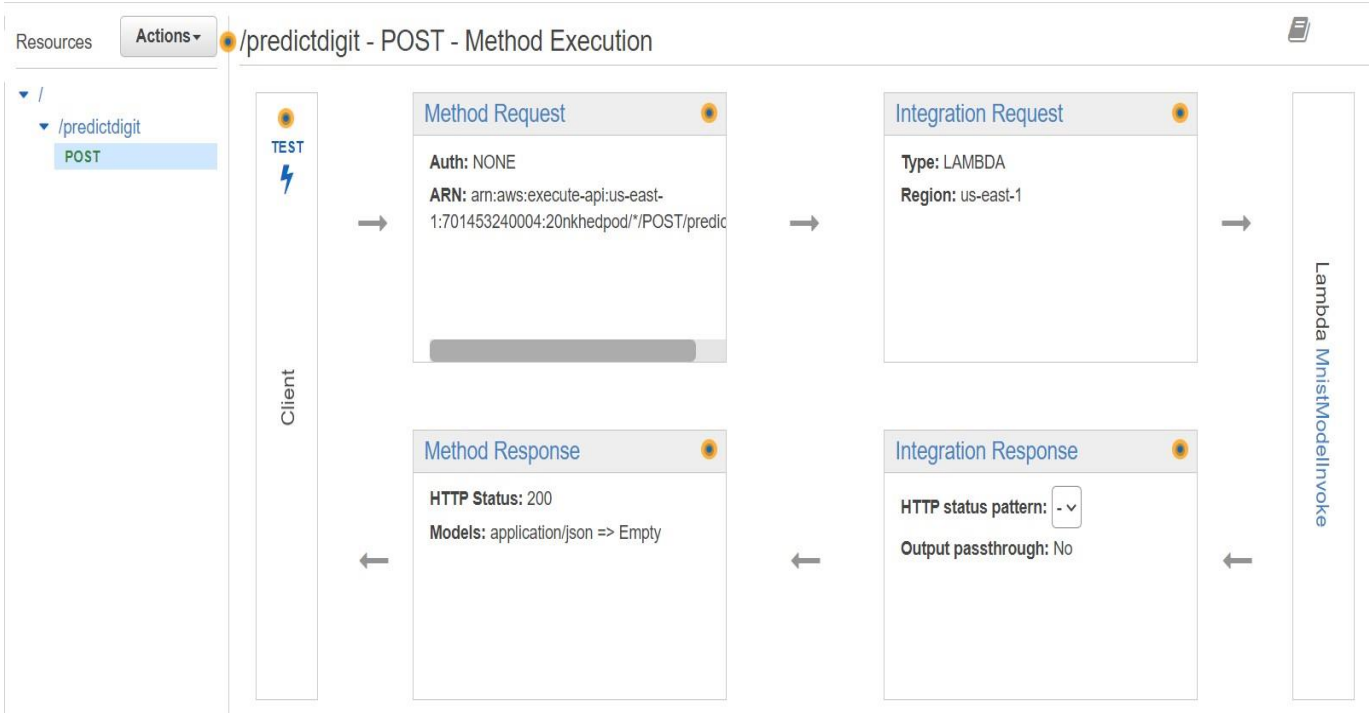 Resources
Actions
/predictdigit - POST - Method Execution
/
/predictdigit
POST
TEST
Client
Method Request
Auth: NONE
ARN: arn:aws:execute-api:us-east-
1:701453240004:20nkhedpod/*/POST/predic
Integration Request
Type: LAMBDA
Region: us-east-1
Lambda MnistModelInvoke
Method Response
HTTP Status: 200
Models: application/json => Empty
Integration Response
HTTP status pattern: -
Output passthrough: No